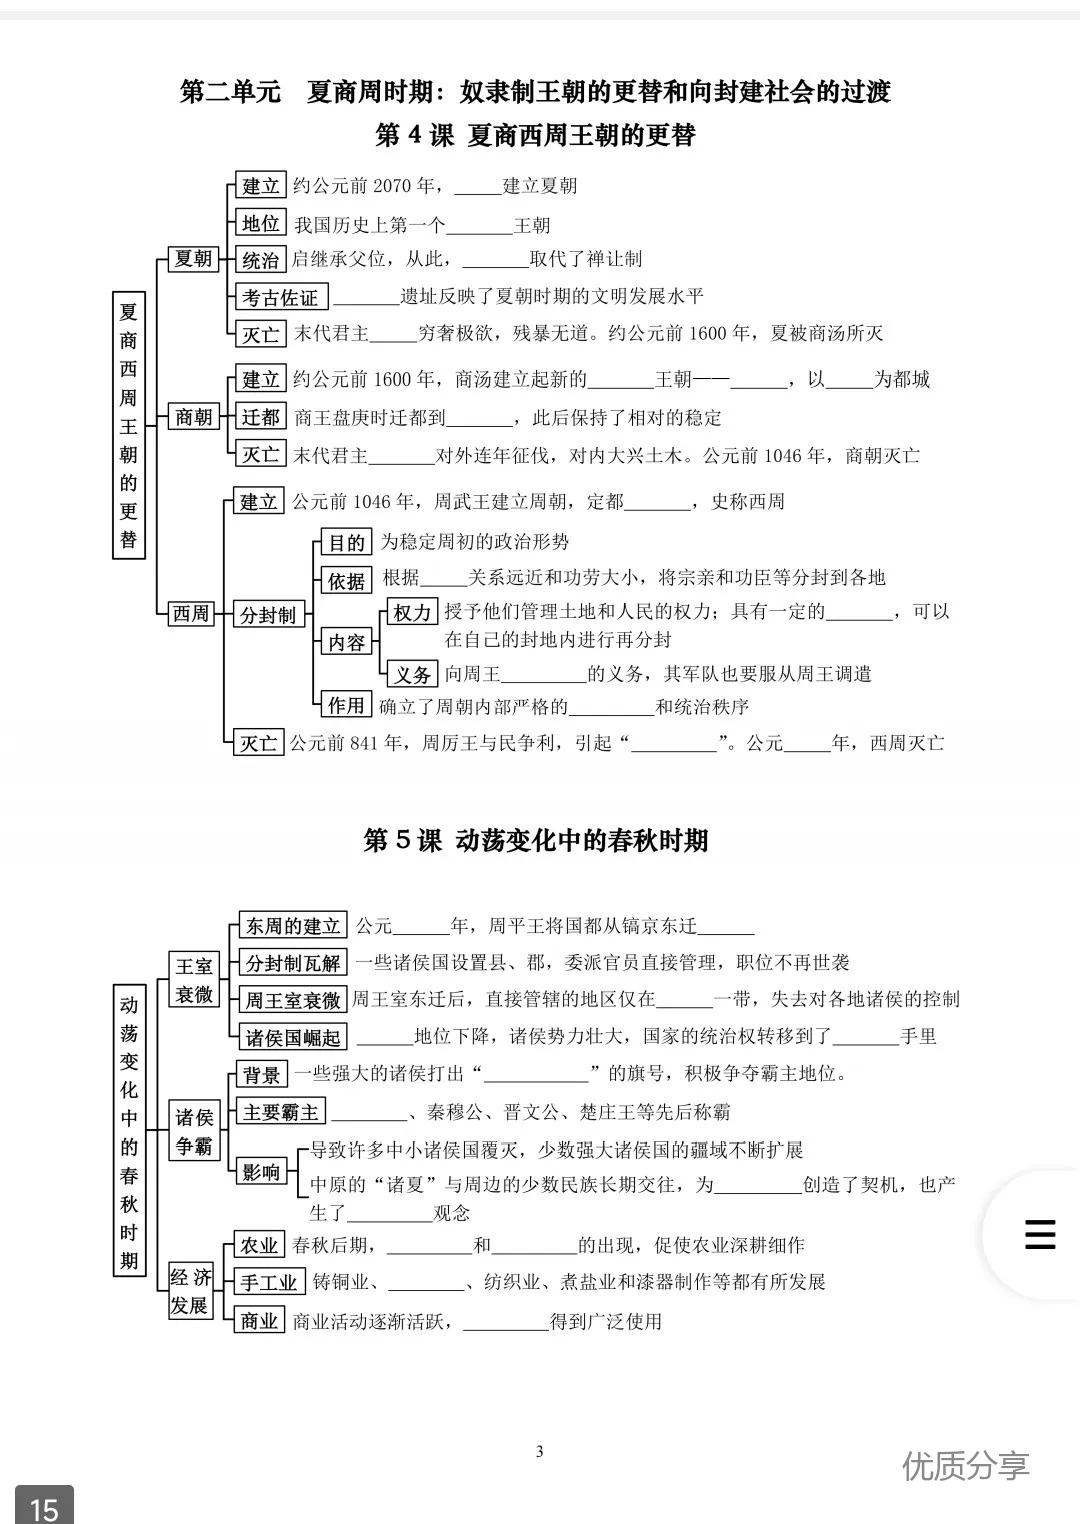 第二单元 夏商周时期：奴隶制王朝的更替和向封建社会的过渡
第 4 课 夏商西周王朝的更替
夏商西周王朝的更替
夏朝
建立 约公元前 2070 年，_____建立夏朝
地位 我国历史上第一个_______王朝
统治 启继承父位，从此，_______取代了禅让制
考古佐证 _______遗址反映了夏朝时期的文明发展水平
灭亡 末代君主_____穷奢极欲，残暴无道。约公元前 1600 年，夏被商汤所灭
商朝
建立 约公元前 1600 年，商汤建立起新的_______王朝——______，以_____为都城
迁都 商王盘庚时迁都到_______，此后保持了相对的稳定
灭亡 末代君主_______对外连年征伐，对内大兴土木。公元前 1046 年，商朝灭亡
西周
建立 公元前 1046 年，周武王建立周朝，定都_______，史称西周
分封制
目的 为稳定周初的政治形势
依据 根据_____关系远近和功劳大小，将宗亲和功臣等分封到各地
内容
权力 授予他们管理土地和人民的权力；具有一定的_______，可以
在自己的封地内进行再分封
义务 向周王_________的义务，其军队也要服从周王调遣
作用 确立了周朝内部严格的_________和统治秩序
灭亡 公元前 841 年，周厉王与民争利，引起“_________”。公元_____年，西周灭亡
第 5 课 动荡变化中的春秋时期
动荡变化中的春秋时期
王室
衰微
东周的建立 公元______年，周平王将国都从镐京东迁______
分封制瓦解 一些诸侯国设置县、郡，委派官员直接管理，职位不再世袭
周王室衰微 周王室东迁后，直接管辖的地区仅在______一带，失去对各地诸侯的控制
诸侯国崛起 ______地位下降，诸侯势力壮大，国家的统治权转移到了_______手里
诸侯
争霸
背景 一些强大的诸侯打出“___________”的旗号，积极争夺霸主地位。
主要霸主 ________、秦穆公、晋文公、楚庄王等先后称霸
影响
导致许多中小诸侯国覆灭，少数强大诸侯国的疆域不断扩展
中原的“诸夏”与周边的少数民族长期交往，为_________创造了契机，也产
生了_________观念
经济
发展
农业 春秋后期，_________和_________的出现，促使农业深耕细作
手工业 铸铜业、________、纺织业、煮盐业和漆器制作等都有所发展
商业 商业活动逐渐活跃，_________得到广泛使用
3
优质分享
15